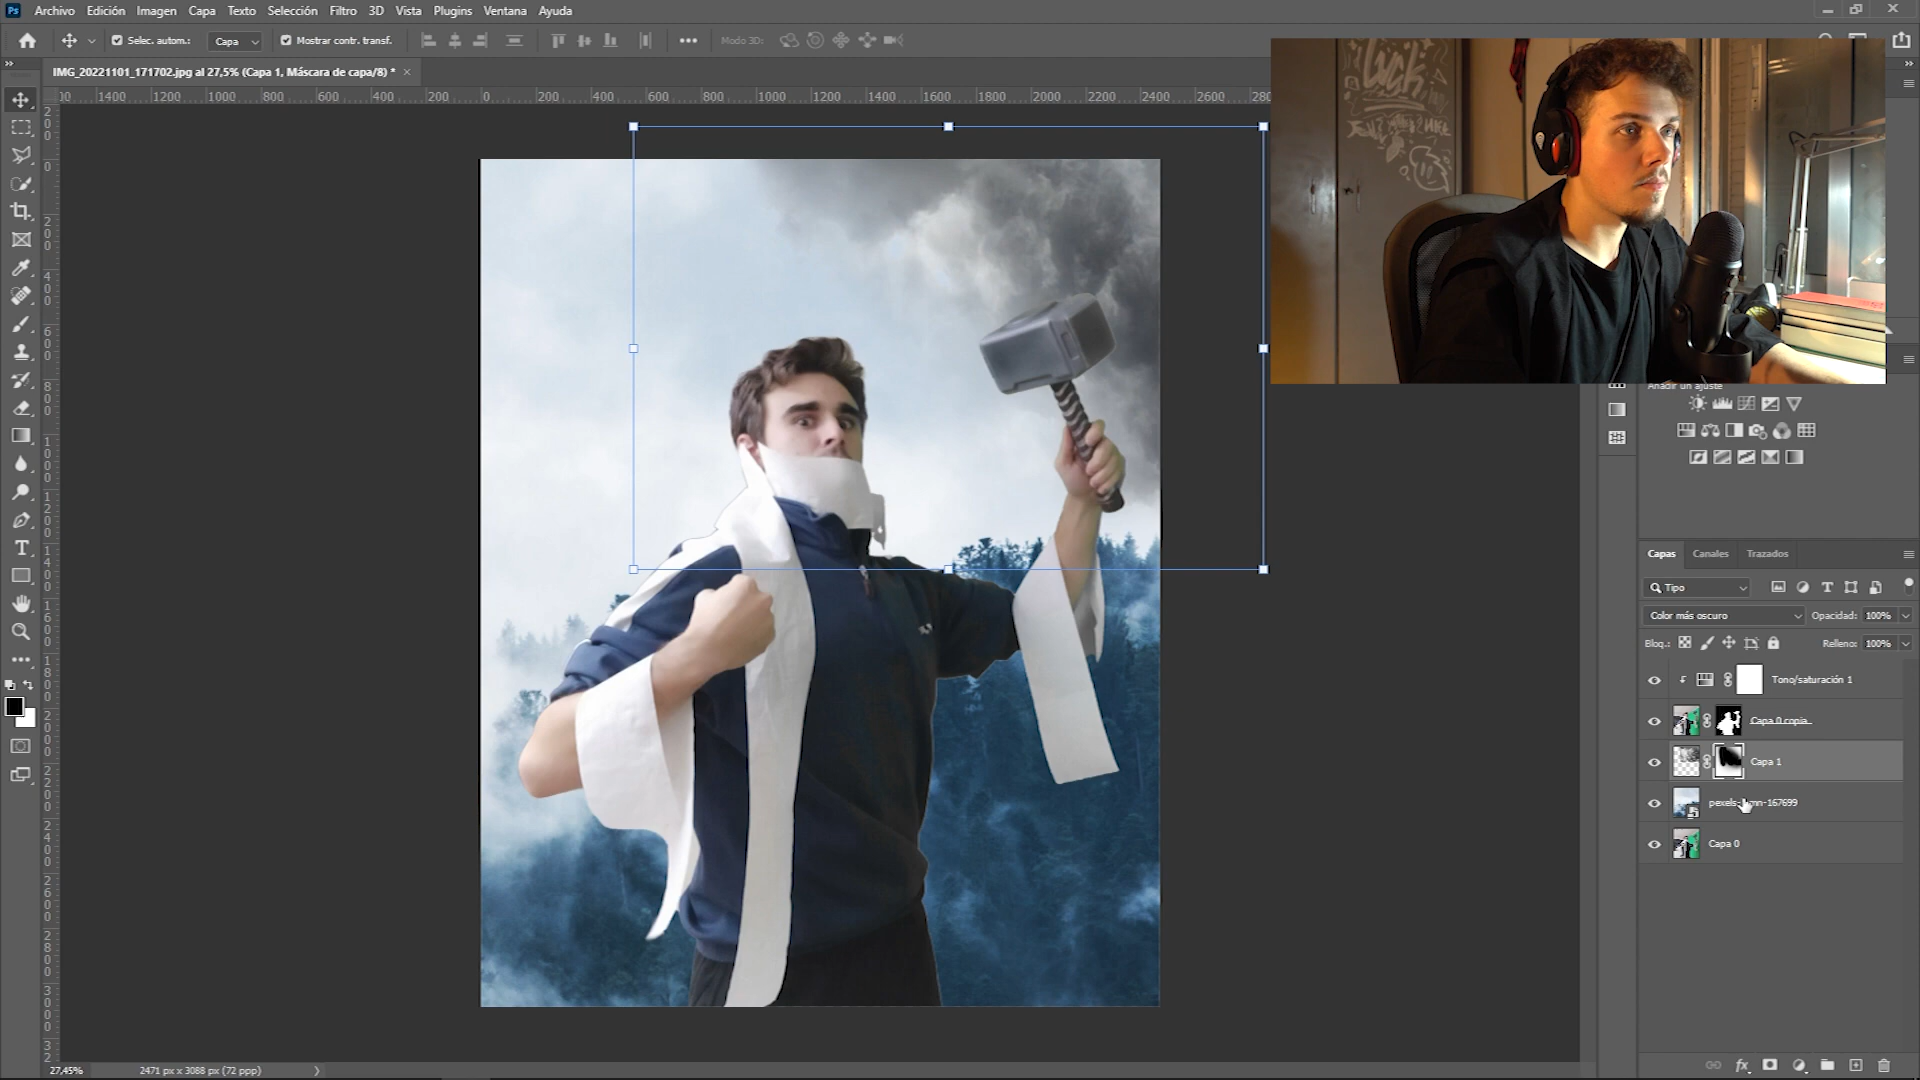 Ps Archivo Edición Imagen Capa Texto Selección Filtro 3D Vista Plugins Ventana Ayuda
Selec. autom.: Capa Mostrar contr. transf. Modo 3D:
IMG_20221101_171702.jpg al 27,5% (Capa 1, Máscara de capa/8) * ×
1400 1200 1000 800 600 400 200 0 200 400 600 800 1000 1200 1400 1600 1800 2000 2200 2400 2600
Luck
Añadir un ajuste
Capas Canales Trazados
Tipo
Color más oscuro Opacidad: 100%
Bloq.: Relleno: 100%
Tono/saturación 1
Capa 0 copia
Capa 1
Capa 0
27,45% 2471 px x 3088 px (72 ppp)